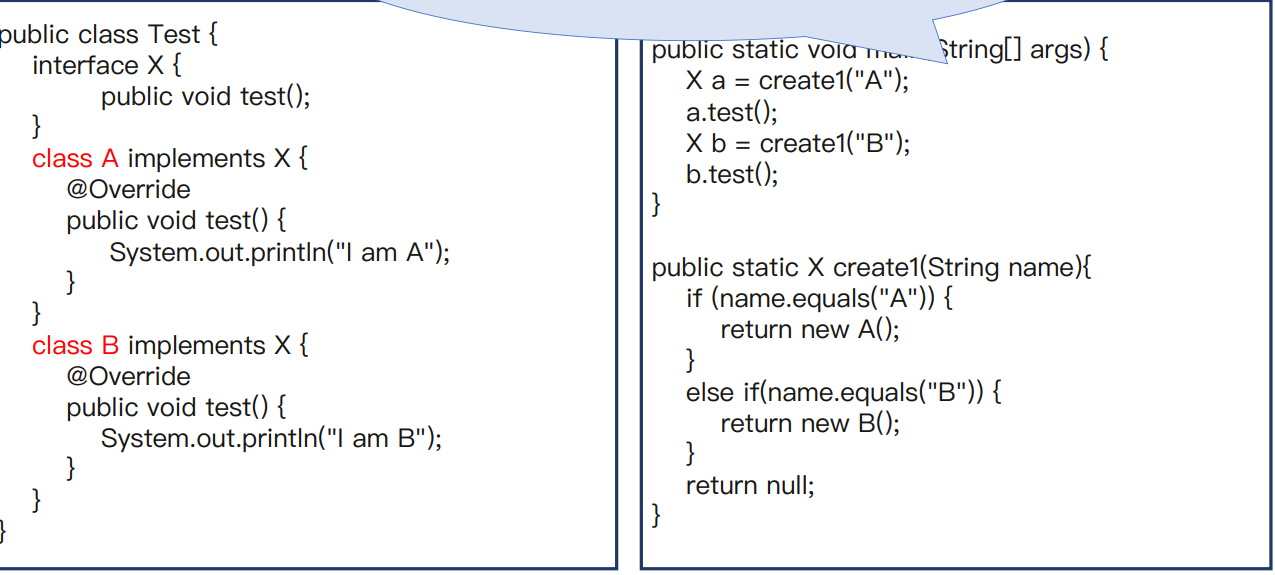 public class Test {
interface X {
public void test();
}
class A implements X {
@Override
public void test() {
System.out.println("I am A");
}
}
class B implements X {
@Override
public void test() {
System.out.println("I am B");
}
}
}
public static void String[] args) {
X a = create1("A");
a.test();
X b = create1("B");
b.test();
}
public static X create1(String name){
if (name.equals("A")) {
return new A();
}
else if(name.equals("B")) {
return new B();
}
return null;
}